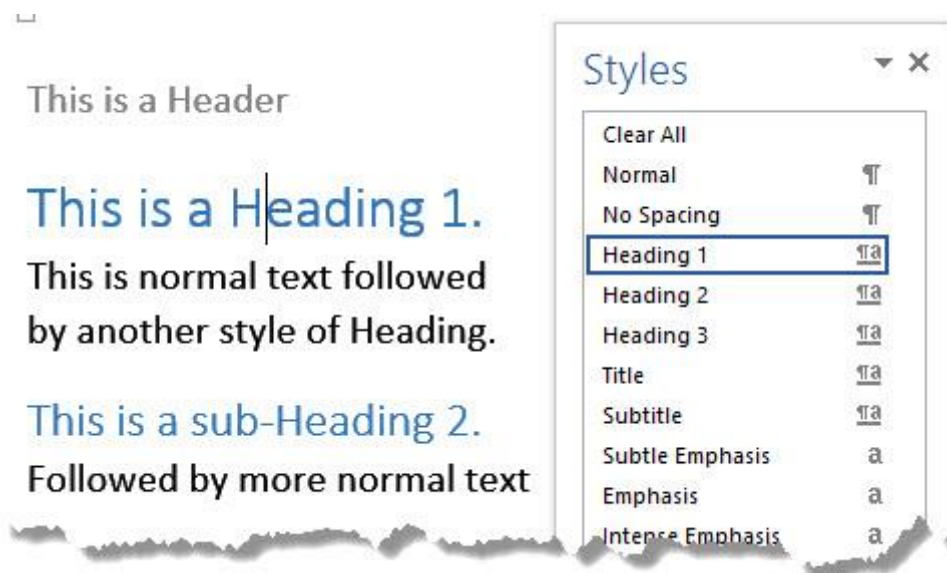 This is a Header
This is a Heading 1.
This is normal text followed
by another style of Heading.
This is a sub-Heading 2.
Followed by more normal text
Styles
Clear All
Normal ¶
No Spacing ¶
Heading 1 ¶a
Heading 2 ¶a
Heading 3 ¶a
Title ¶a
Subtitle ¶a
Subtle Emphasis a
Emphasis a
Intense Emphasis a